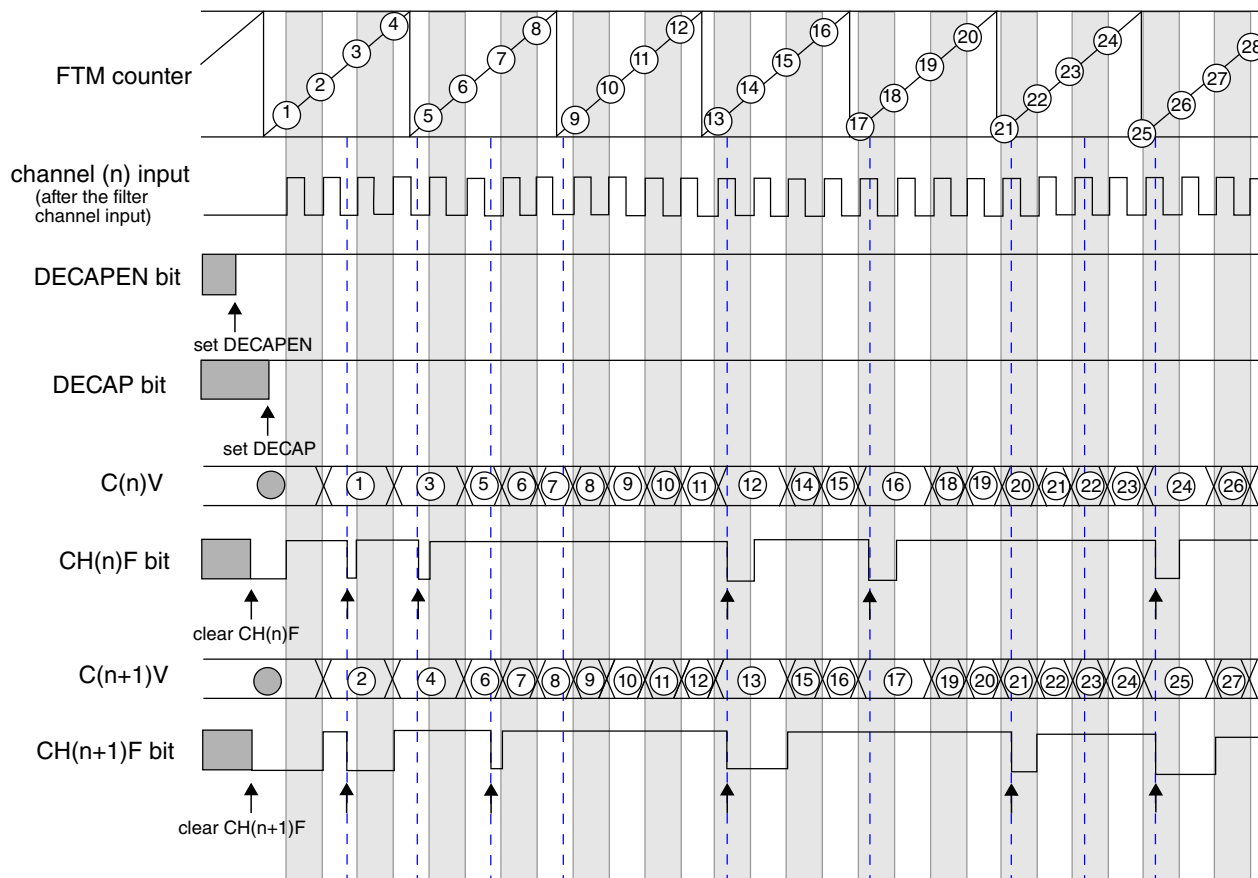 FTM counter
1 2 3 4 5 6 7 8 9 10 11 12 13 14 15 16 17 18 19 20 21 22 23 24 25 26 27 28
channel (n) input
(after the filter
channel input)
DECAPEN bit
set DECAPEN
DECAP bit
set DECAP
C(n)V
1 3 5 6 7 8 9 10 11 12 14 15 16 18 19 20 21 22 23 24 26
CH(n)F bit
clear CH(n)F
C(n+1)V
2 4 6 7 8 9 10 11 12 13 15 16 17 19 20 21 22 23 24 25 27
CH(n+1)F bit
clear CH(n+1)F